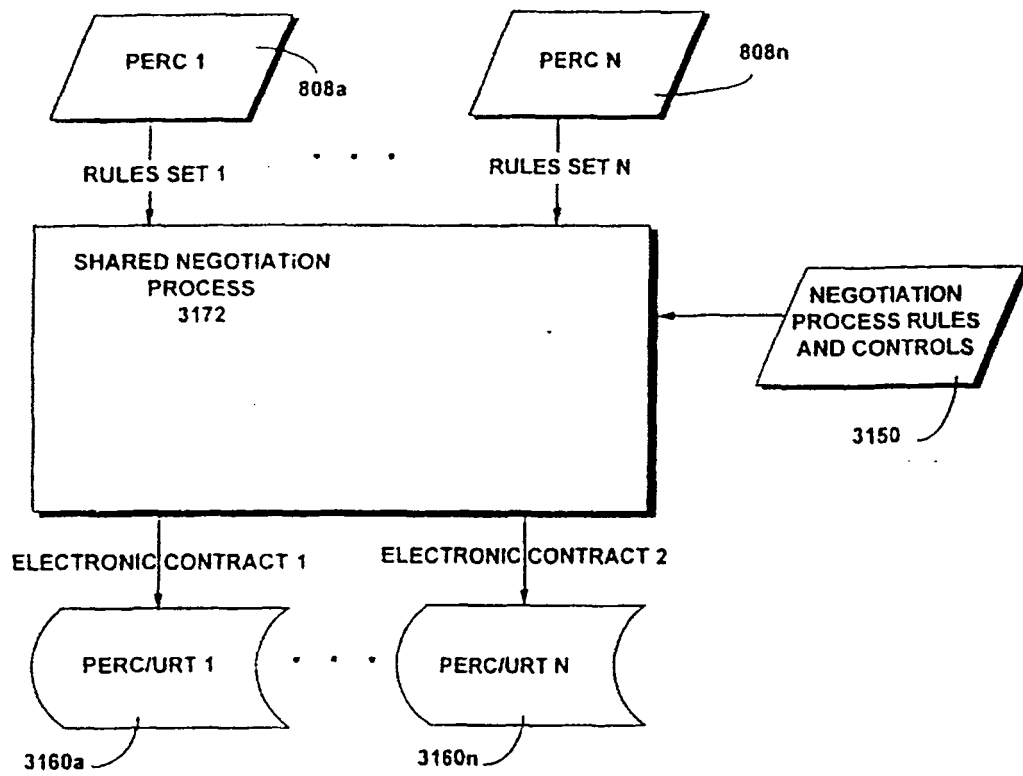 PERC 1
808a
PERC N
808n
RULES SET 1
. . .
RULES SET N
SHARED NEGOTIATiON
PROCESS
3172
NEGOTIATION
PROCESS RULES
AND CONTROLS
3150
ELECTRONIC CONTRACT 1
ELECTRONIC CONTRACT 2
PERC/URT 1
. . .
PERC/URT N
3160a
3160n